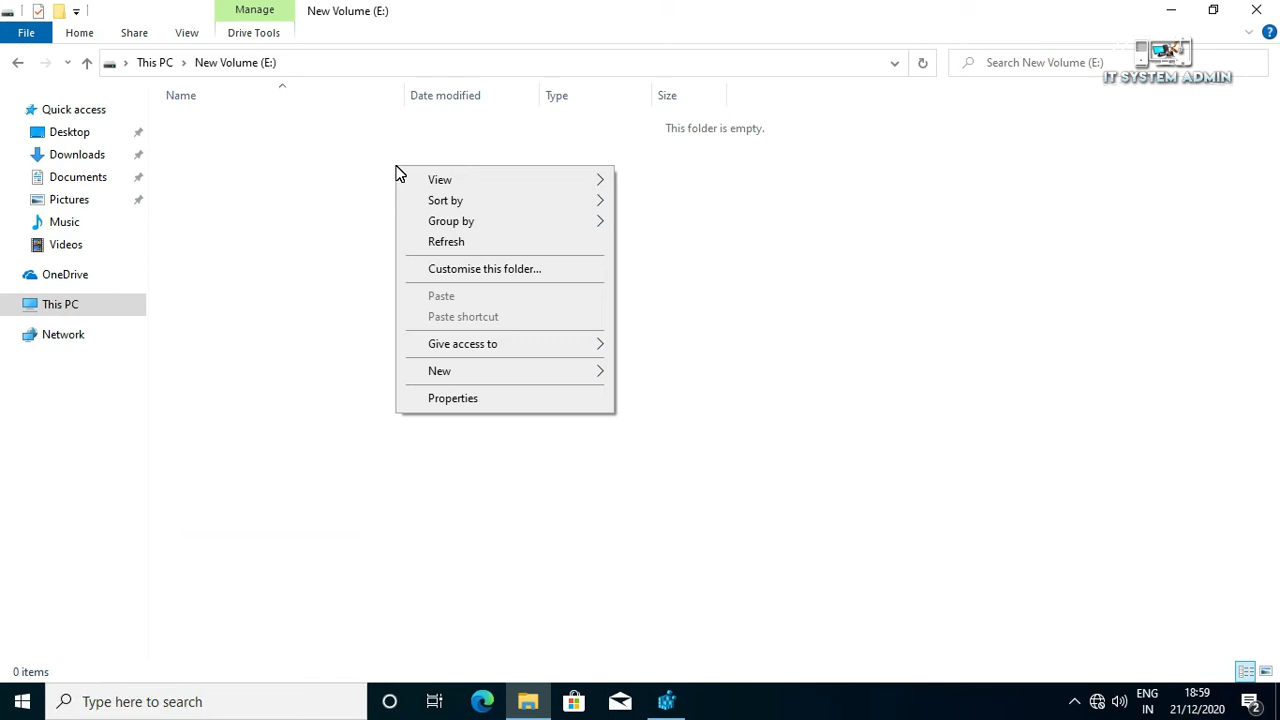 Manage
New Volume (E:)
File
Home
Share
View
Drive Tools
This PC
New Volume (E:)
Search New Volume (E:)
IT SYSTEM ADMIN
Name
Date modified
Type
Size
This folder is empty.
Quick access
Desktop
Downloads
Documents
Pictures
Music
Videos
OneDrive
This PC
Network
View
Sort by
Group by
Refresh
Customise this folder...
Paste
Paste shortcut
Give access to
New
Properties
0 items
Type here to search
ENG
IN
18:59
21/12/2020
2